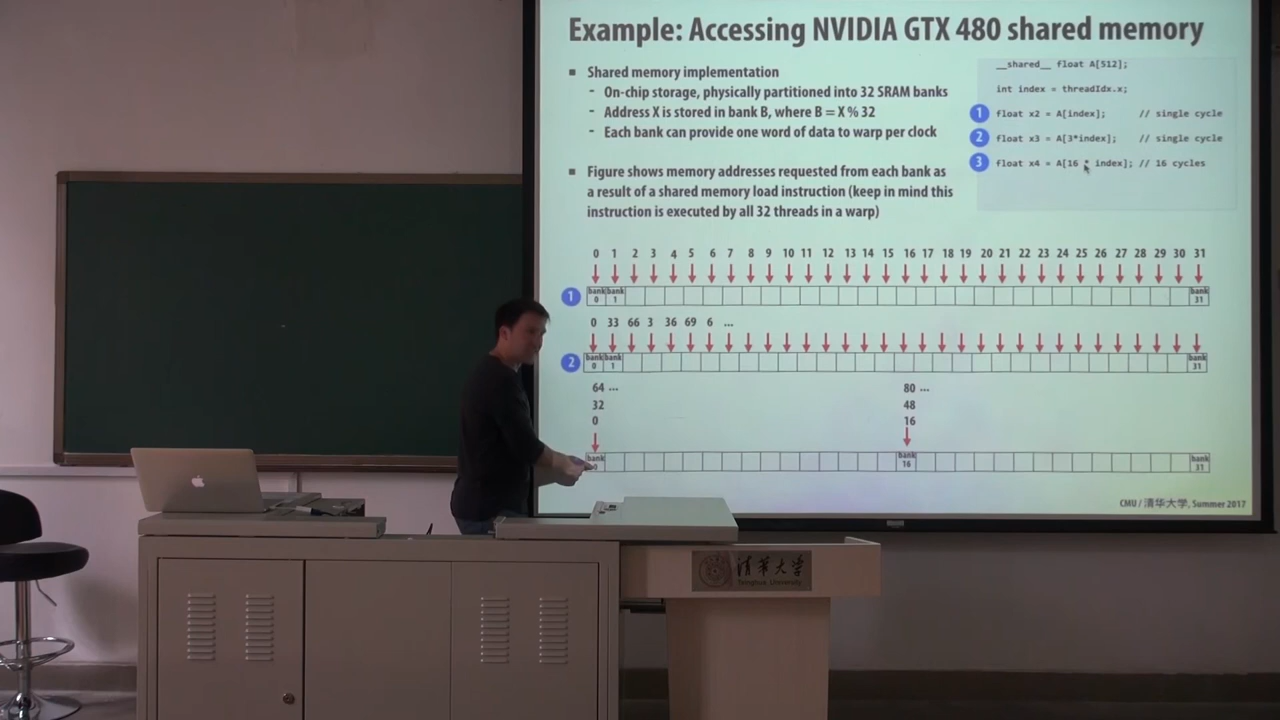 Example: Accessing NVIDIA GTX 480 shared memory
▪ Shared memory implementation
- On-chip storage, physically partitioned into 32 SRAM banks
- Address X is stored in bank B, where B = X % 32
- Each bank can provide one word of data to warp per clock
▪ Figure shows memory addresses requested from each bank as
a result of a shared memory load instruction (keep in mind this
instruction is executed by all 32 threads in a warp)
__shared__ float A[512];
int index = threadIdx.x;
1 float x2 = A[index]; // single cycle
2 float x3 = A[3*index]; // single cycle
3 float x4 = A[16 * index]; // 16 cycles
0 1 2 3 4 5 6 7 8 9 10 11 12 13 14 15 16 17 18 19 20 21 22 23 24 25 26 27 28 29 30 31
1 bank 0 bank 1 bank 31
0 33 66 3 36 69 6 ...
2 bank 0 bank 1 bank 31
64 ... 80 ...
32 48
0 16
bank 0 bank 16 bank 31
CMU / 清华大学, Summer 2017
清华大学
Tsinghua University